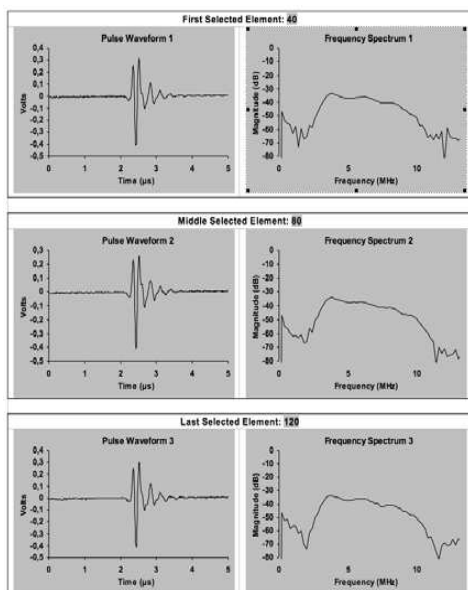 First Selected Element: 40
Pulse Waveform 1
0,4
0,3
0,2
0,1
0
-0,1
-0,2
-0,3
-0,4
-0,5
Volts
0 1 2 3 4 5
Time (µs)
Frequency Spectrum 1
0
-10
-20
-30
-40
-50
-60
-70
-80
Magnitude (dB)
0 5 10
Frequency (MHz)
Middle Selected Element: 80
Pulse Waveform 2
0,3
0,2
0,1
0
-0,1
-0,2
-0,3
-0,4
-0,5
Volts
0 1 2 3 4 5
Time (µs)
Frequency Spectrum 2
0
-10
-20
-30
-40
-50
-60
-70
-80
Magnitude (dB)
0 5 10
Frequency (MHz)
Last Selected Element: 120
Pulse Waveform 3
0,4
0,3
0,2
0,1
0
-0,1
-0,2
-0,3
-0,4
-0,5
Volts
0 1 2 3 4 5
Time (µs)
Frequency Spectrum 3
0
-10
-20
-30
-40
-50
-60
-70
-80
Magnitude (dB)
0 5 10
Frequency (MHz)